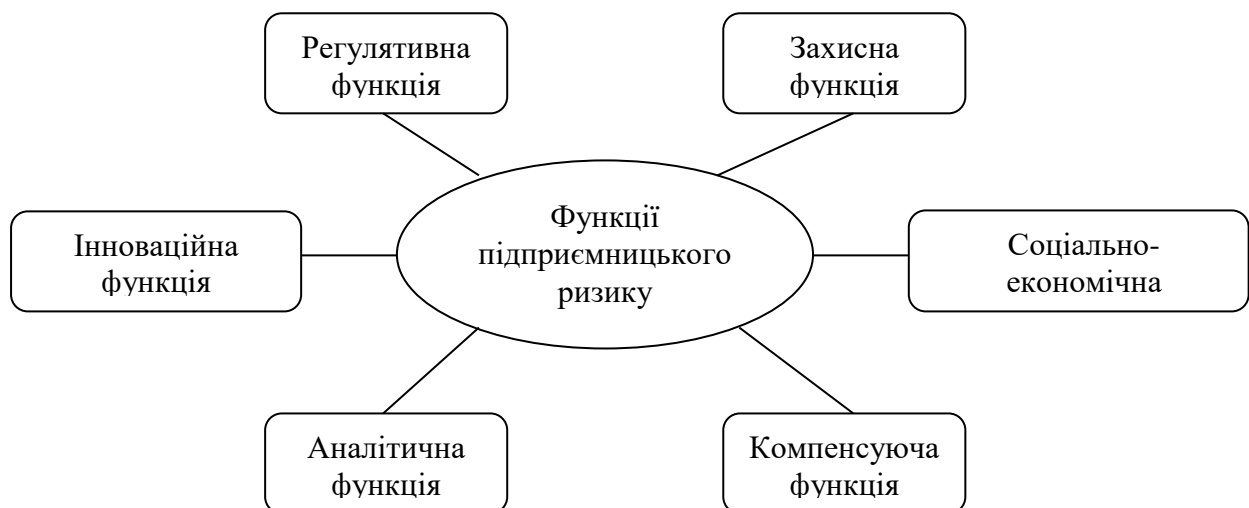 Регулятивна
функція
Захисна
функція
Функції
підприємницького
ризику
Інноваційна
функція
Соціально-
економічна
Аналітична
функція
Компенсуюча
функція